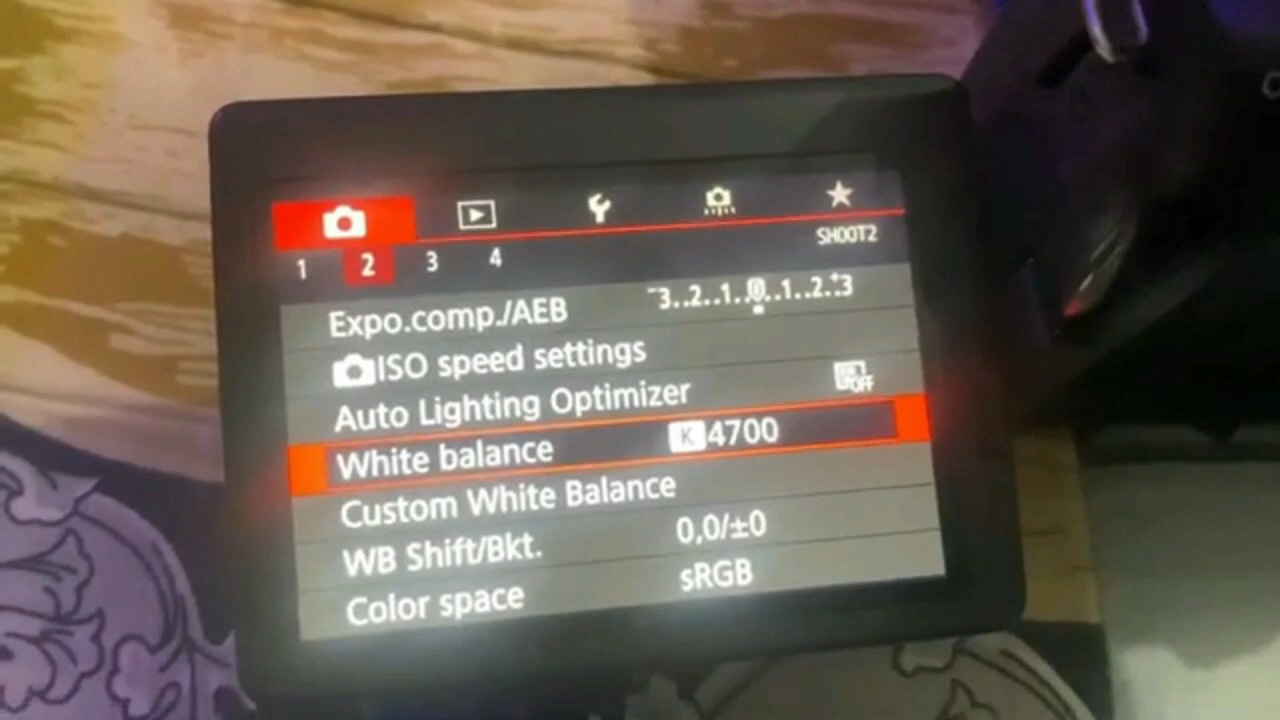 SHOOT2
1 2 3 4
Expo.comp./AEB -3..2..1..0..1..2..+3
ISO speed settings
Auto Lighting Optimizer OFF
White balance K 4700
Custom White Balance
WB Shift/Bkt. 0,0/±0
Color space sRGB